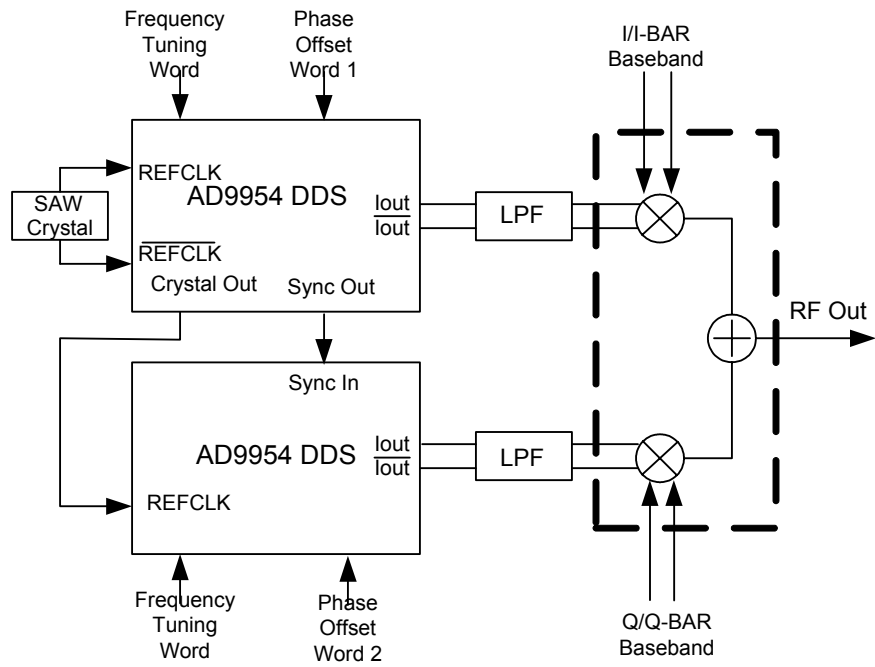 Frequency
Tuning
Word
Phase
Offset
Word 1
I/I-BAR
Baseband
REFCLK
AD9954 DDS
SAW
Crystal
Iout
Iout
LPF
REFCLK
Crystal Out
Sync Out
RF Out
Sync In
AD9954 DDS
Iout
Iout
LPF
REFCLK
Frequency
Tuning
Word
Phase
Offset
Word 2
Q/Q-BAR
Baseband